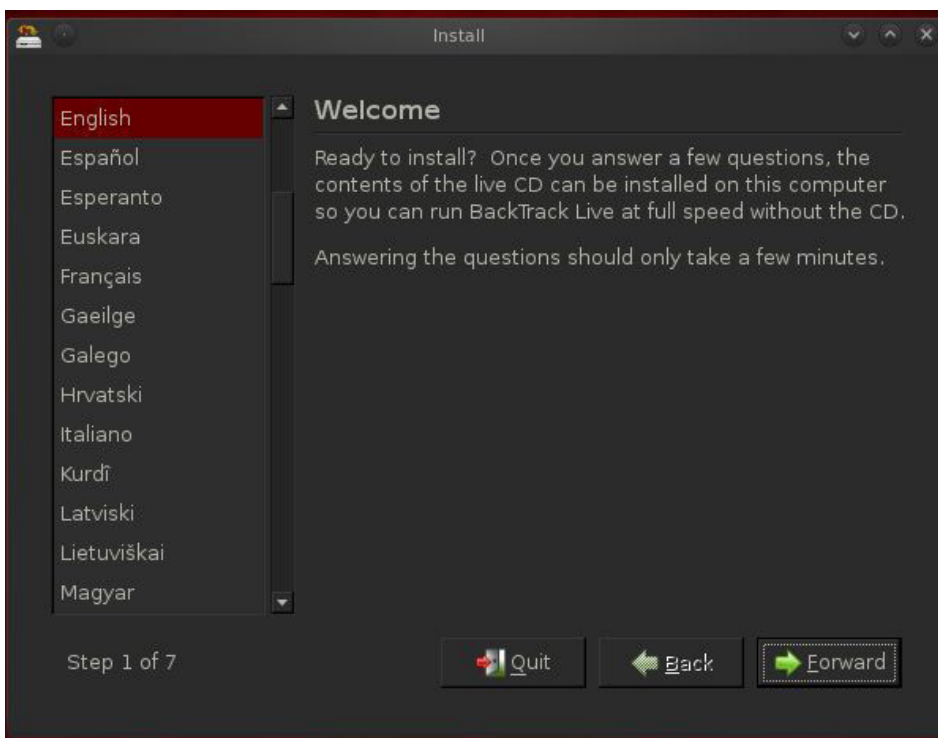 Install
English
Español
Esperanto
Euskara
Français
Gaeilge
Galego
Hrvatski
Italiano
Kurdî
Latviski
Lietuviškai
Magyar
Welcome
Ready to install? Once you answer a few questions, the
contents of the live CD can be installed on this computer
so you can run BackTrack Live at full speed without the CD.
Answering the questions should only take a few minutes.
Step 1 of 7
Quit
Back
Forward